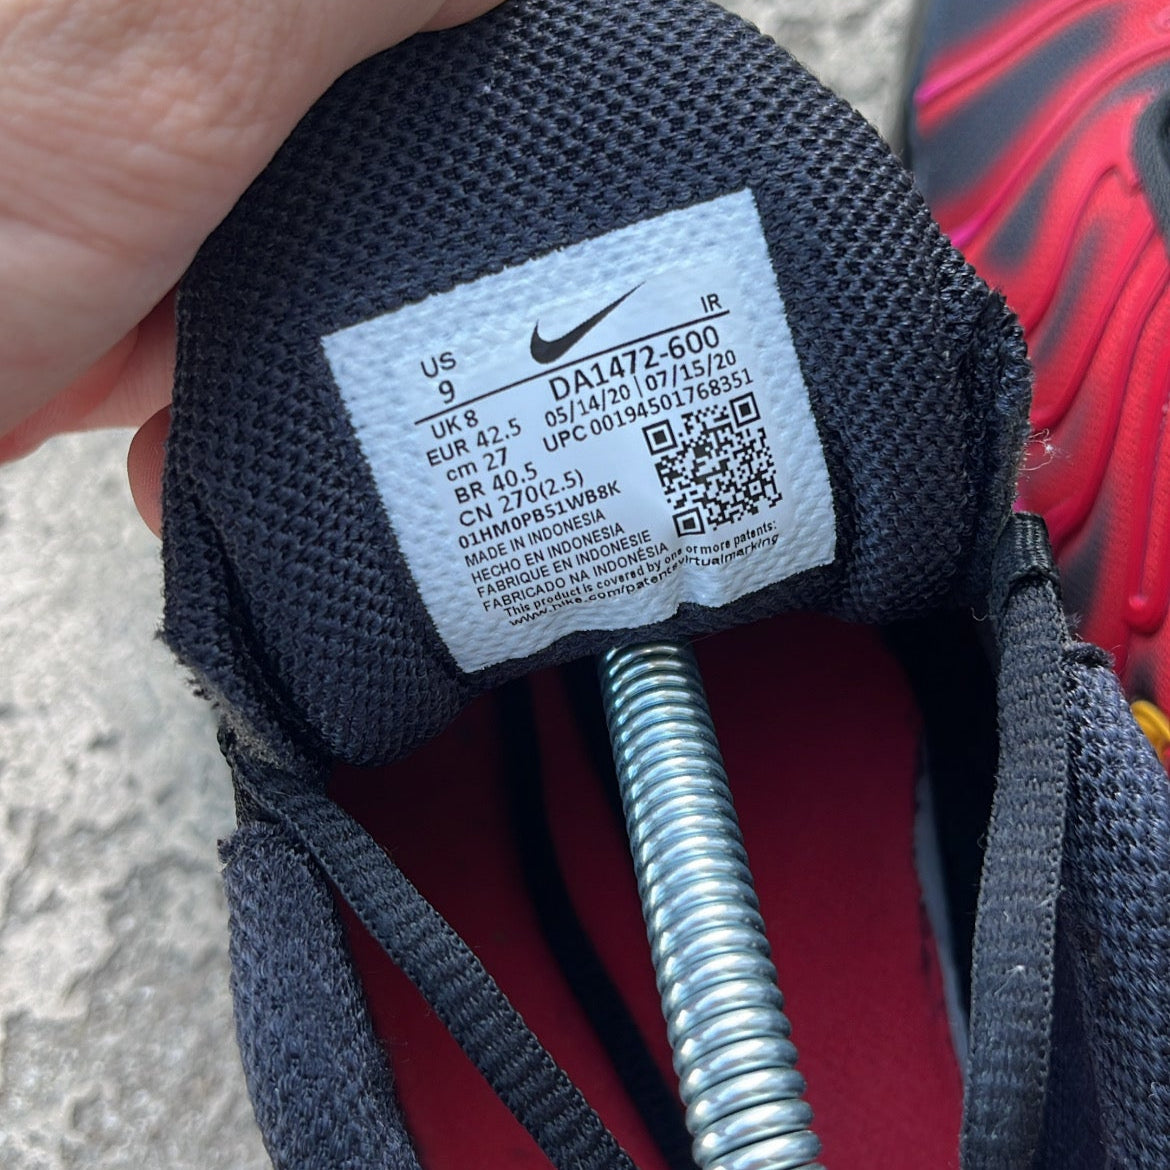 US
9
IR
DA1472-600
UK 8
05/14/20 | 07/15/20
EUR 42.5
UPC 00194501768351
cm 27
BR 40.5
CN 270(2.5)
01HM0PB51WB8K
MADE IN INDONESIA
HECHO EN INDONESIA
FABRIQUE EN INDONESIE
FABRICADO NA INDONÉSIA
This product is covered by one or more patents:
www.nike.com/patentsvirtualmarking